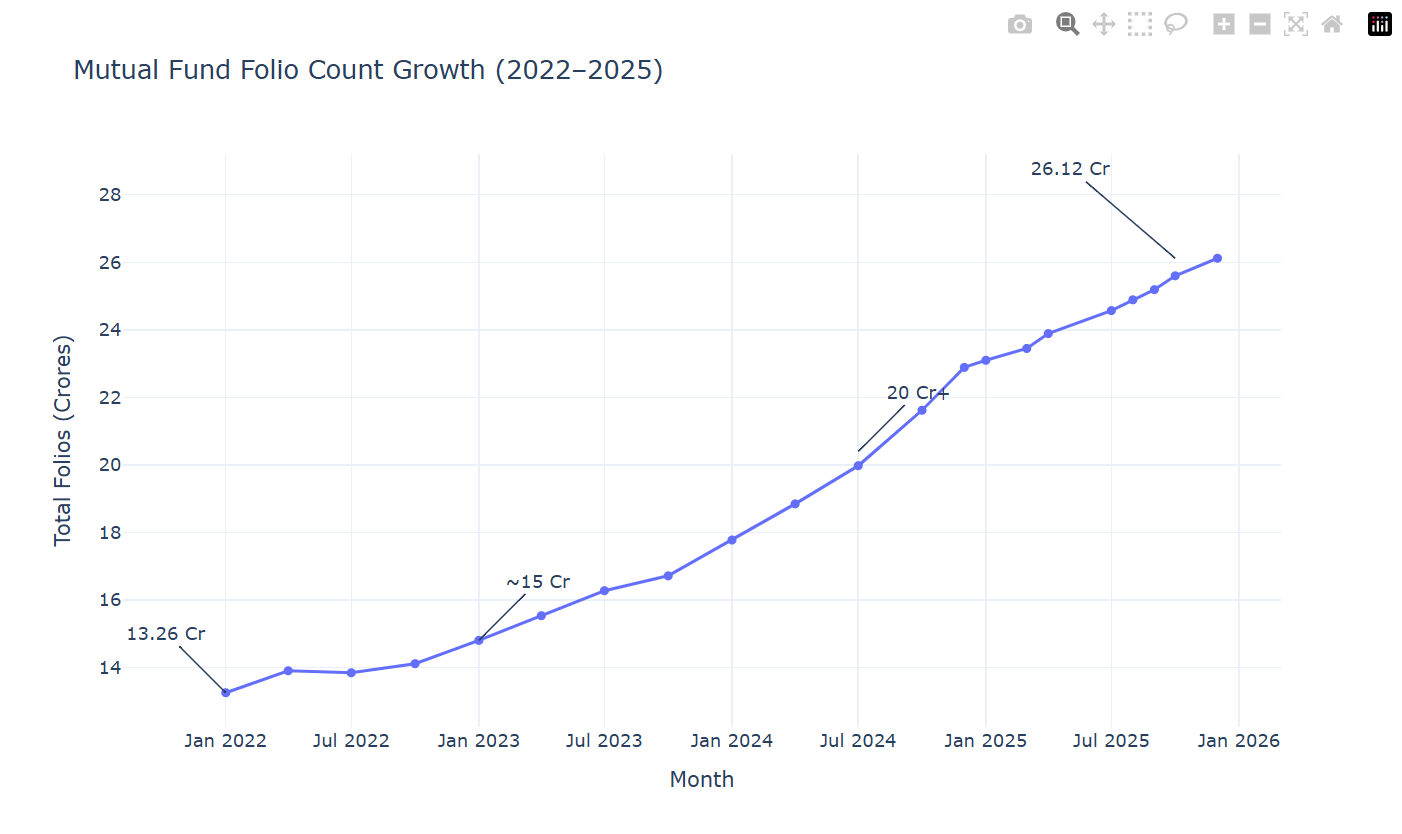 Mutual Fund Folio Count Growth (2022–2025)
26.12 Cr
28
26
24
20 Cr+
22
20
18
~15 Cr
16
13.26 Cr
14
Total Folios (Crores)
Jan 2022 Jul 2022 Jan 2023 Jul 2023 Jan 2024 Jul 2024 Jan 2025 Jul 2025 Jan 2026
Month